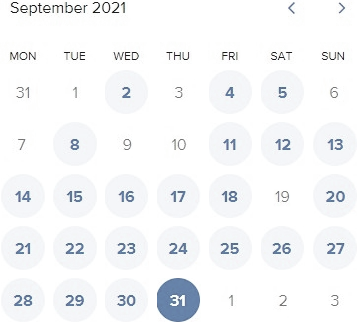 September 2021
MON TUE WED THU FRI SAT SUN
31 1 2 3 4 5 6
7 8 9 10 11 12 13
14 15 16 17 18 19 20
21 22 23 24 25 26 27
28 29 30 31 1 2 3